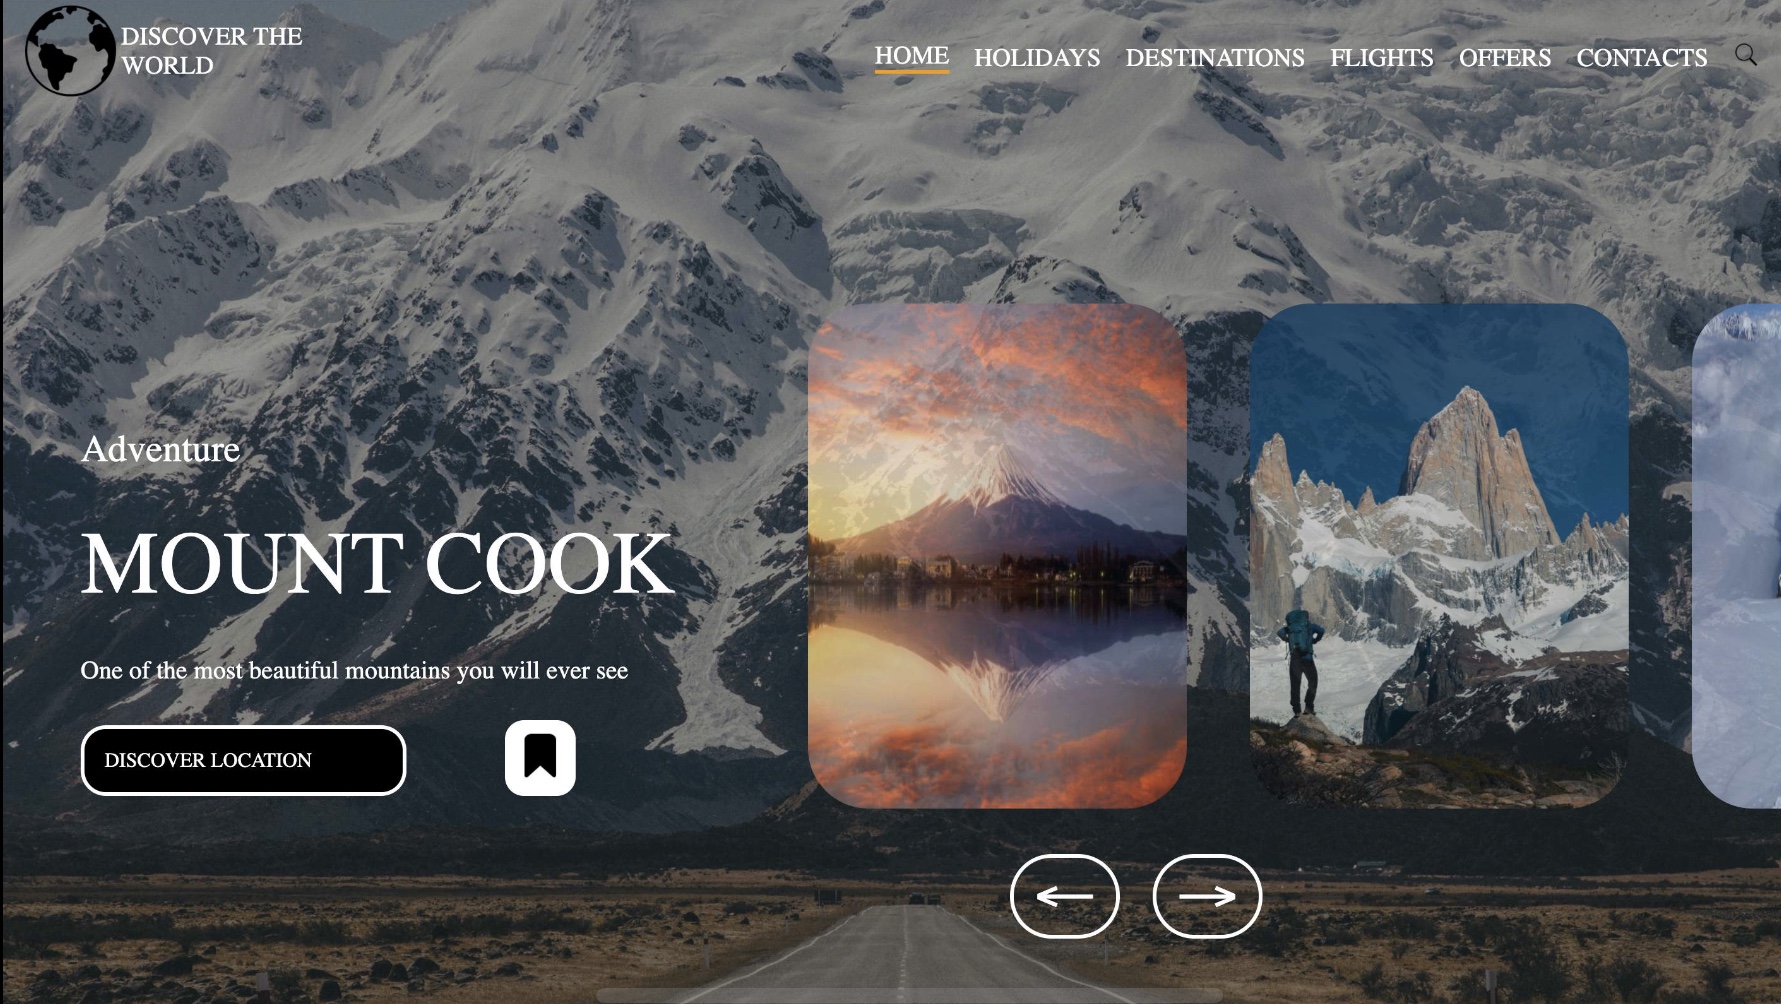 DISCOVER THE
WORLD
HOME
HOLIDAYS
DESTINATIONS
FLIGHTS
OFFERS
CONTACTS
Adventure
MOUNT COOK
One of the most beautiful mountains you will ever see
DISCOVER LOCATION